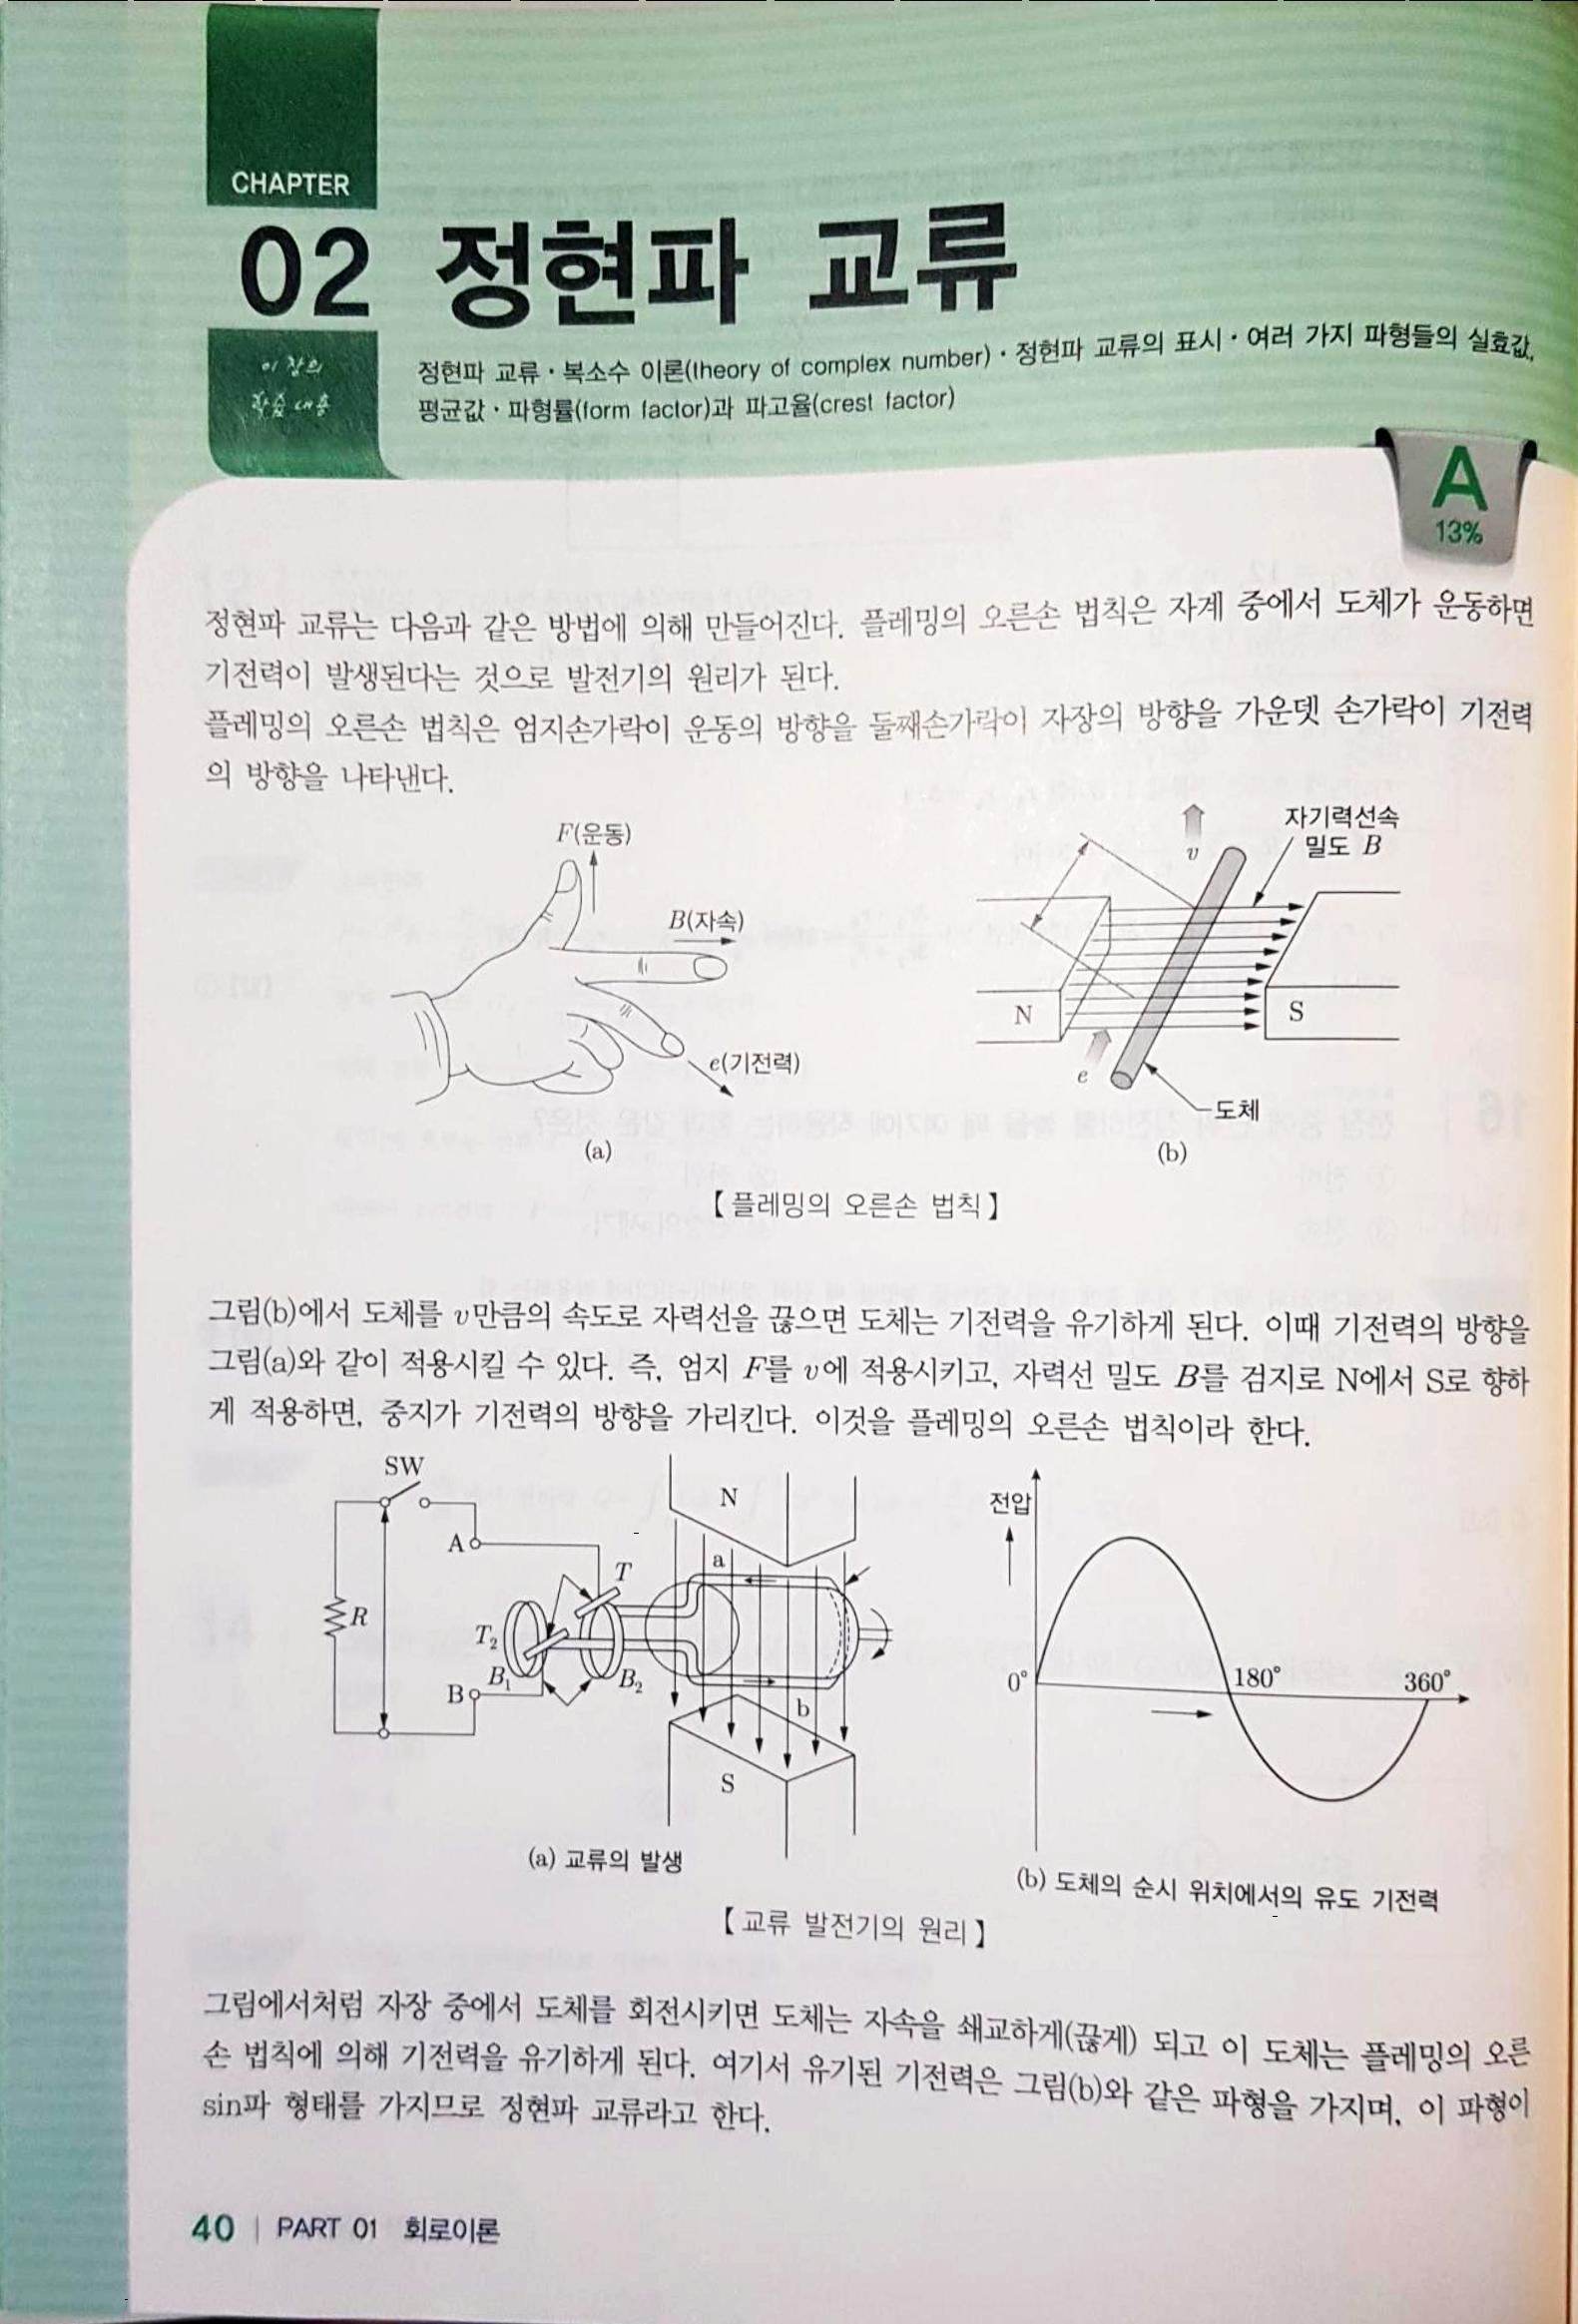 CHAPTER
02 정현파 교류
이 장의
학습 내용
정현파 교류 · 복소수 이론(theory of complex number) · 정현파 교류의 표시 · 여러 가지 파형들의 실효값,
평균값 · 파형률(form factor)과 파고율(crest factor)
A
13%
정현파 교류는 다음과 같은 방법에 의해 만들어진다. 플레밍의 오른손 법칙은 자계 중에서 도체가 운동하면
기전력이 발생된다는 것으로 발전기의 원리가 된다.
플레밍의 오른손 법칙은 엄지손가락이 운동의 방향을 둘째손가락이 자장의 방향을 가운뎃 손가락이 기전력
의 방향을 나타낸다.
F(운동)
B(자속)
e(기전력)
(a)
v
자기력선속
밀도 B
N
S
e
도체
(b)
【플레밍의 오른손 법칙】
그림(b)에서 도체를 v만큼의 속도로 자력선을 끊으면 도체는 기전력을 유기하게 된다. 이때 기전력의 방향을
그림(a)와 같이 적용시킬 수 있다. 즉, 엄지 F를 v에 적용시키고, 자력선 밀도 B를 검지로 N에서 S로 향하
게 적용하면, 중지가 기전력의 방향을 가리킨다. 이것을 플레밍의 오른손 법칙이라 한다.
SW
A
R
B
T
T₂
B₁
B₂
N
a
b
S
(a) 교류의 발생
전압
0°
180°
360°
(b) 도체의 순시 위치에서의 유도 기전력
【교류 발전기의 원리】
그림에서처럼 자장 중에서 도체를 회전시키면 도체는 자속을 쇄교하게(끊게) 되고 이 도체는 플레밍의 오른
손 법칙에 의해 기전력을 유기하게 된다. 여기서 유기된 기전력은 그림(b)와 같은 파형을 가지며, 이 파형이
sin파 형태를 가지므로 정현파 교류라고 한다.
40 | PART 01 회로이론